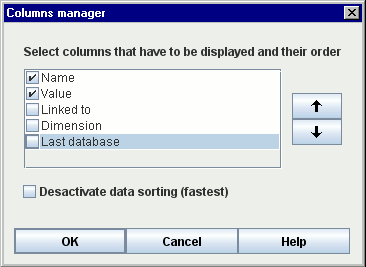 Columns manager
Select columns that have to be displayed and their order
Name
Value
Linked to
Dimension
Last database
Desactivate data sorting (fastest)
OK Cancel Help